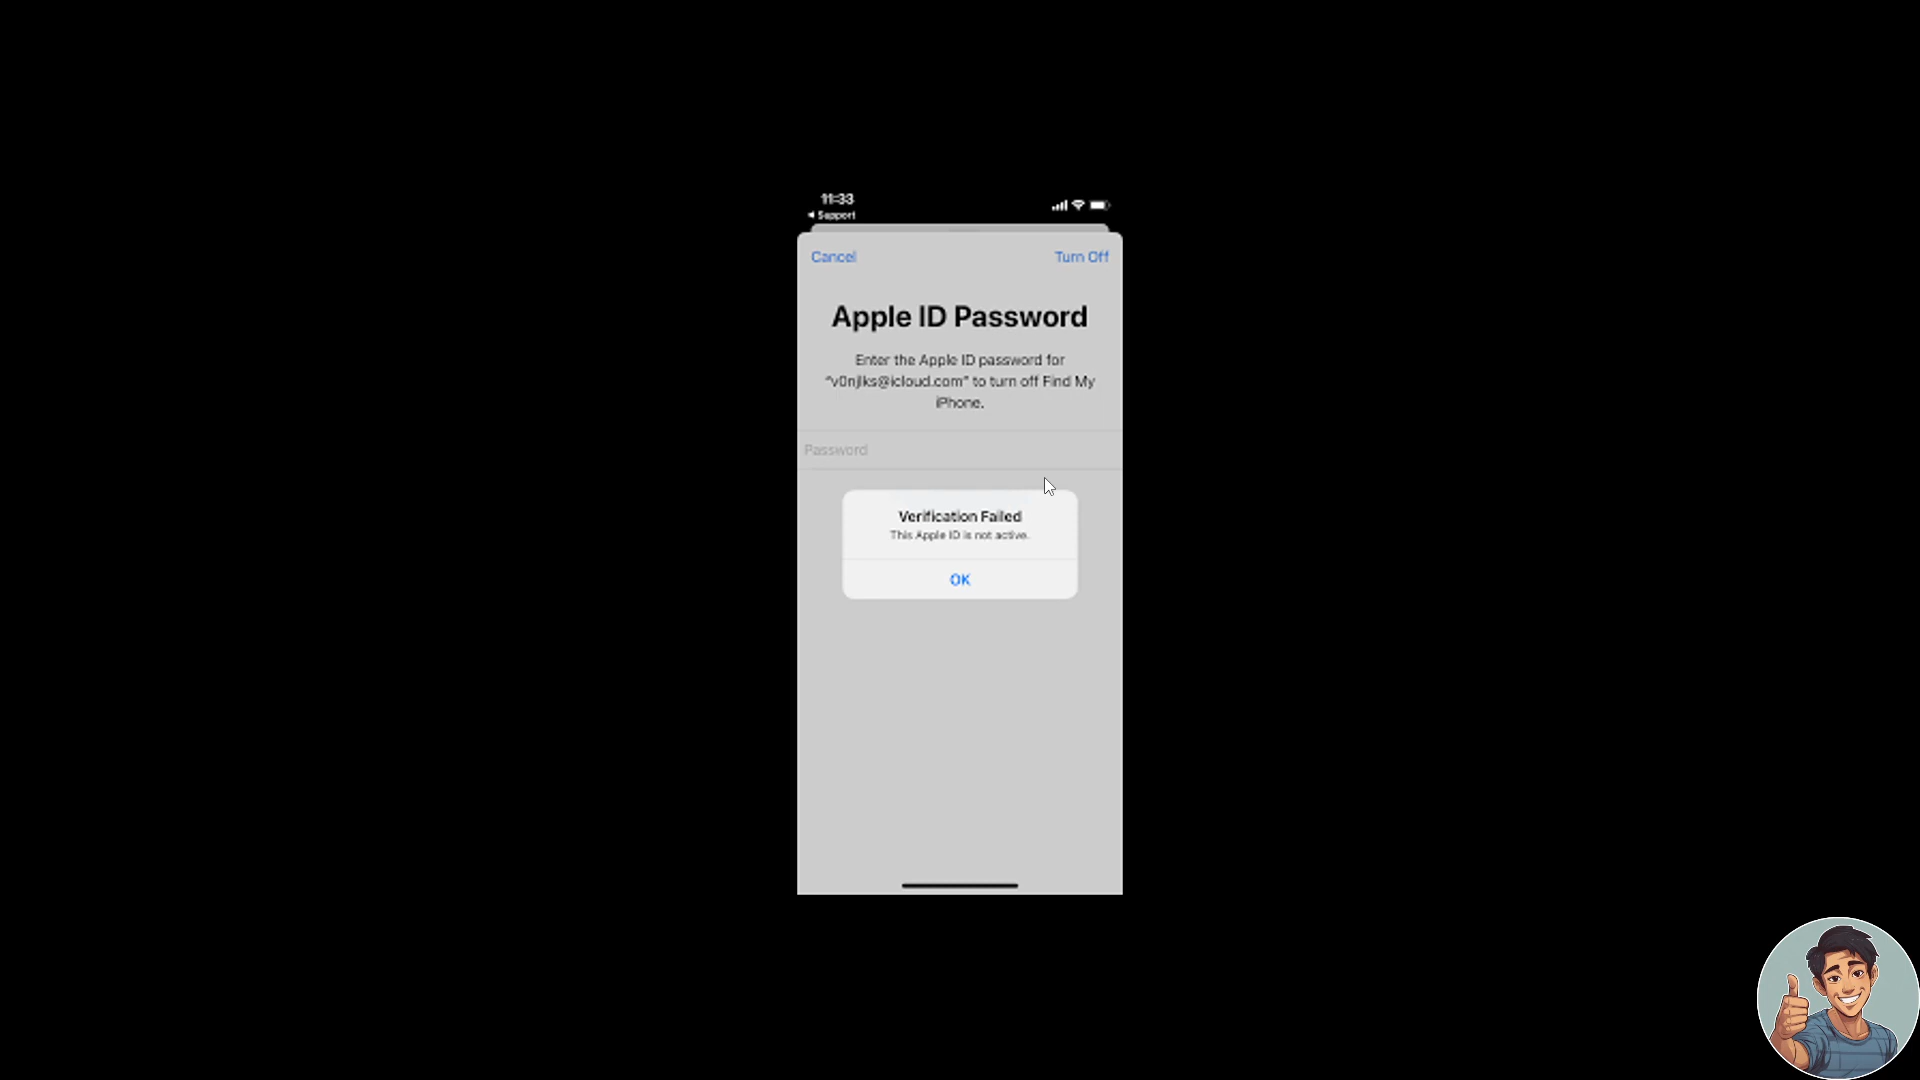 11:33
◀ Support
Cancel
Turn Off
Apple ID Password
Enter the Apple ID password for
“v0njlks@icloud.com” to turn off Find My
iPhone.
Password
Verification Failed
This Apple ID is not active.
OK